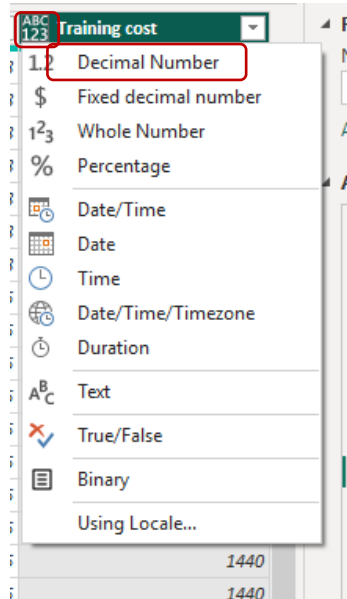 ABC
123 Training cost
1.2 Decimal Number
$ Fixed decimal number
1²3 Whole Number
% Percentage
Date/Time
Date
Time
Date/Time/Timezone
Duration
ABC Text
True/False
Binary
Using Locale...
1440
1440